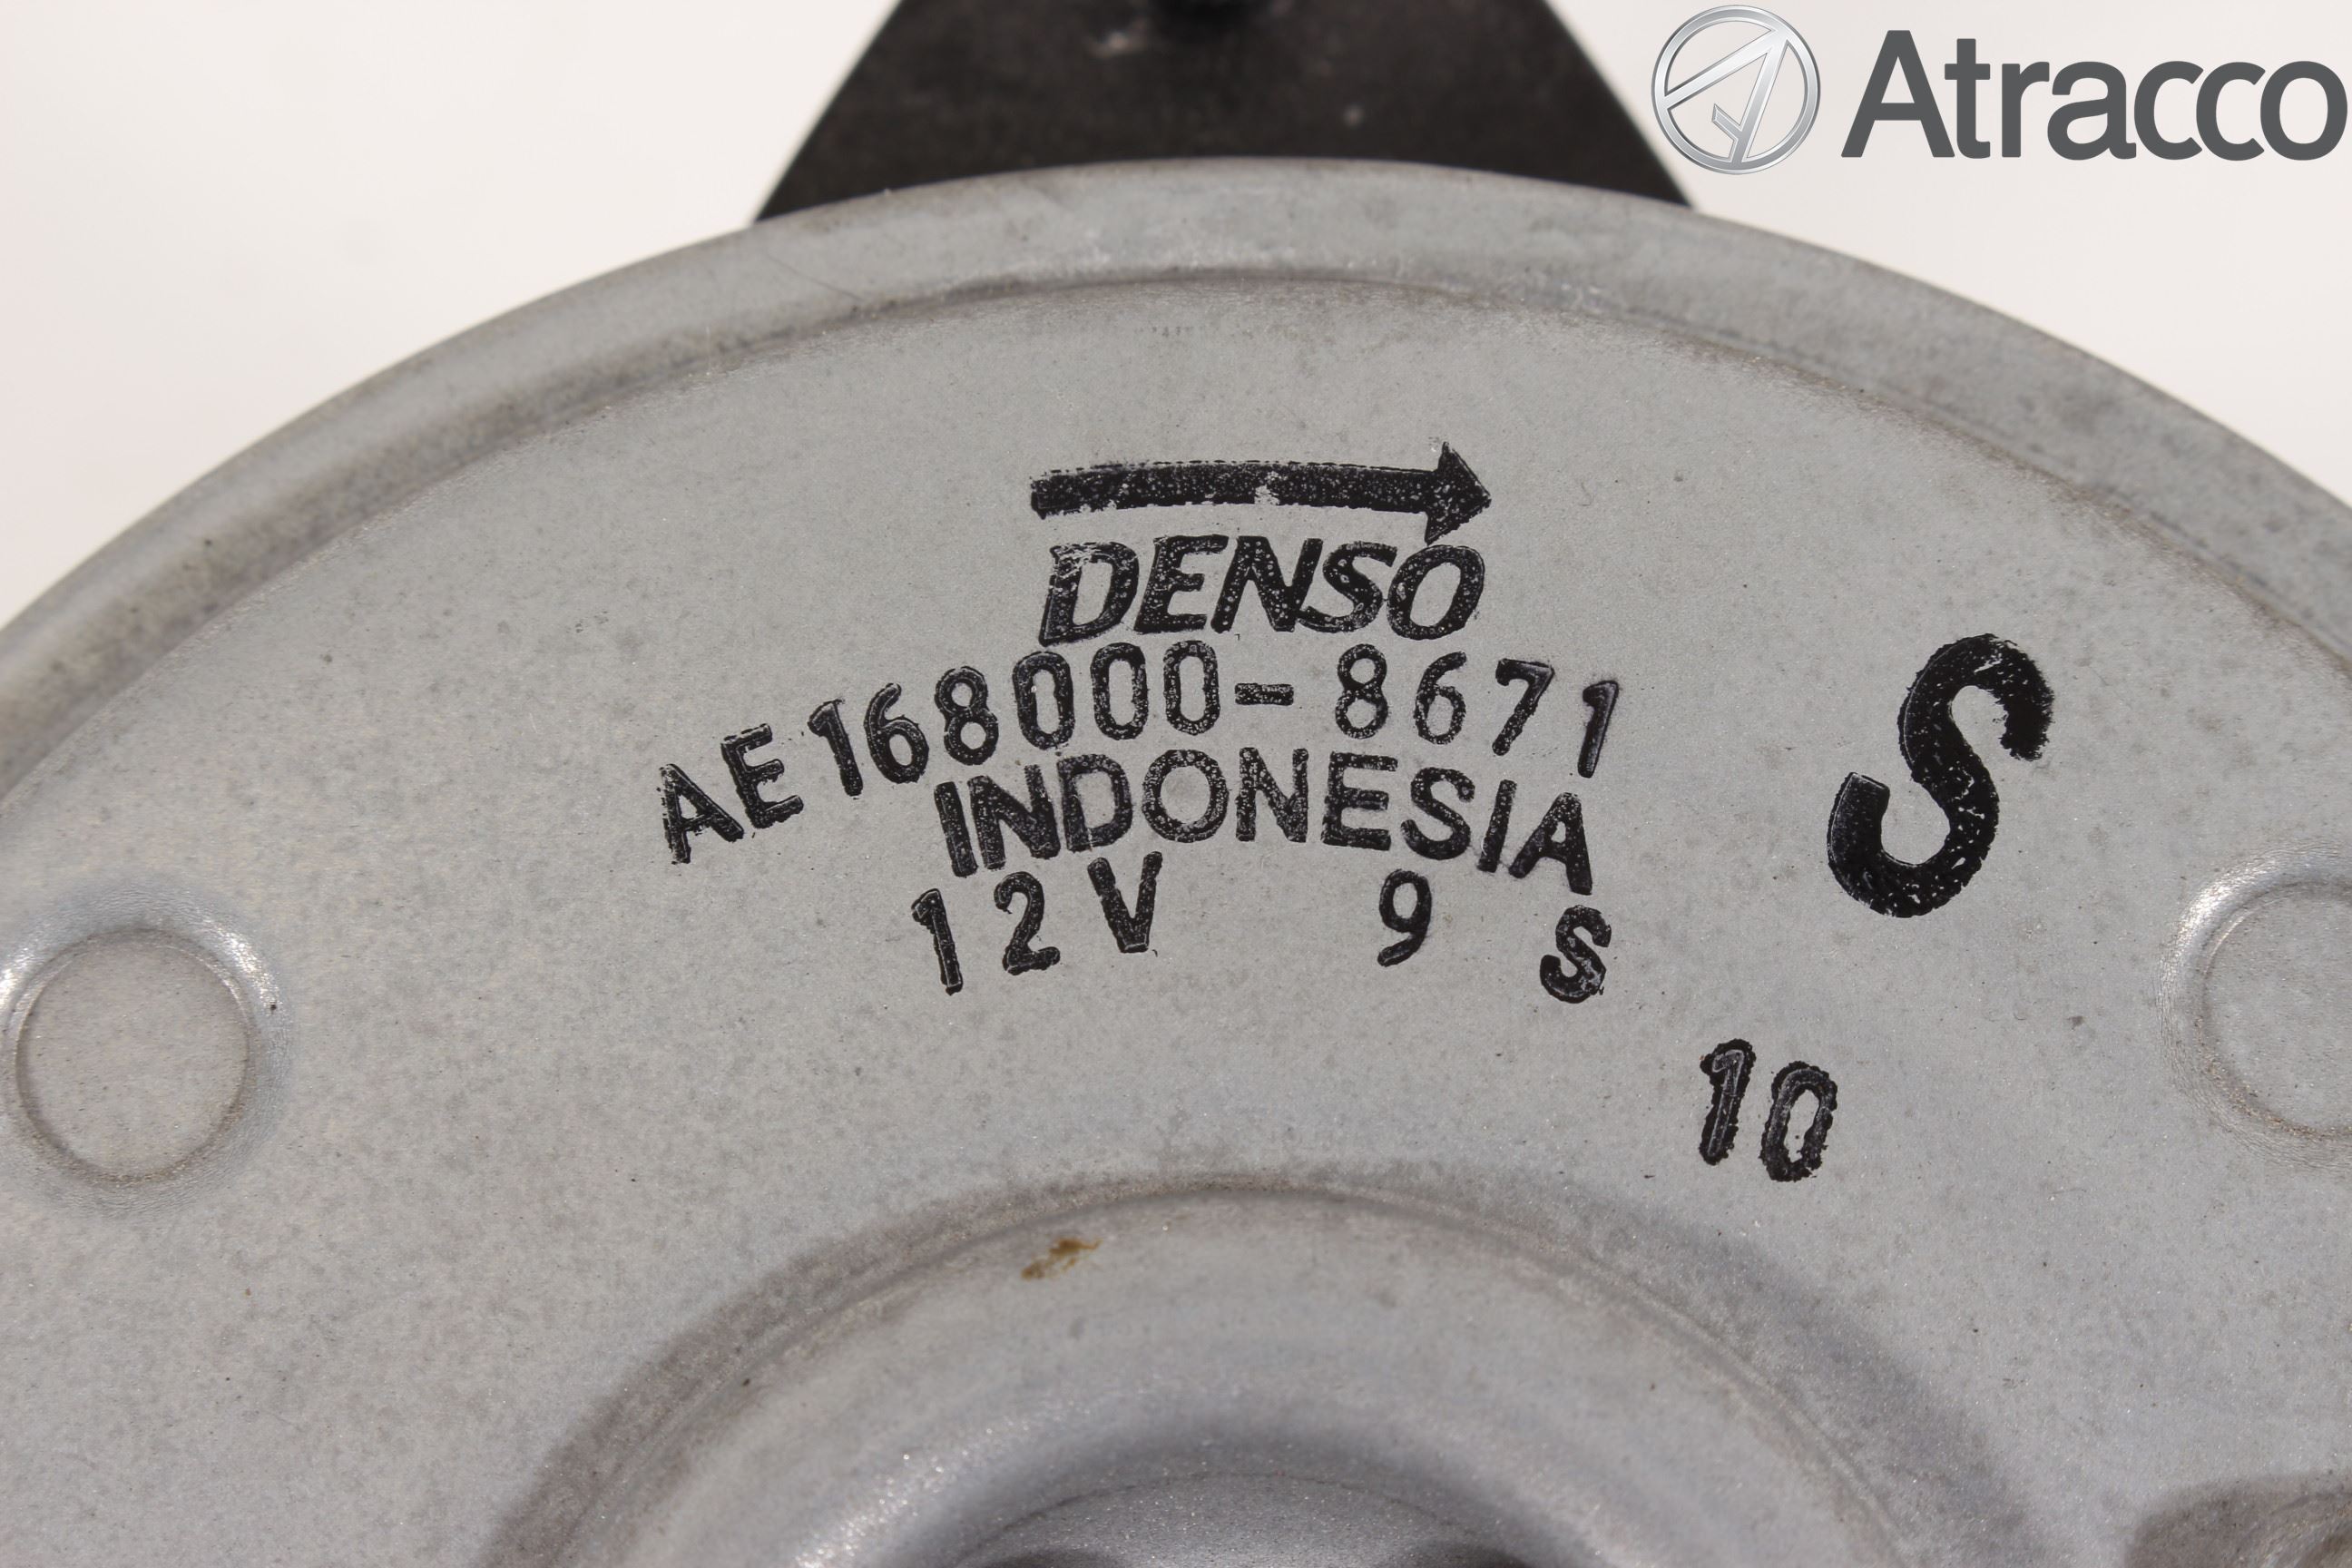 Atracco
DENSO
AE168000-8671
INDONESIA
12V 9 S
S
10